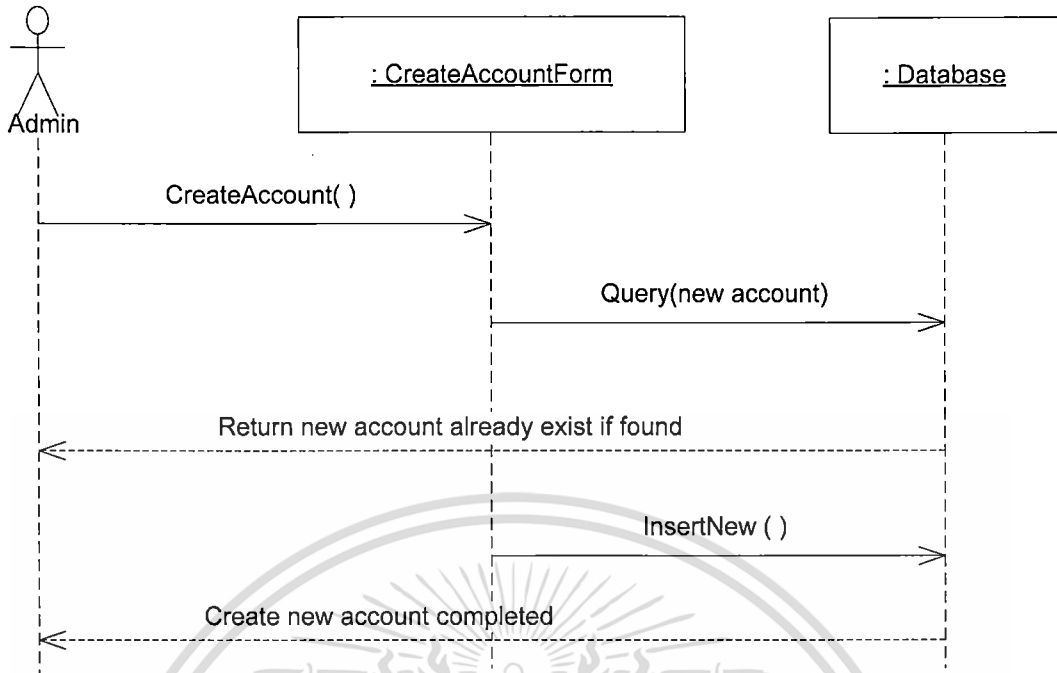 : CreateAccountForm
: Database
Admin
CreateAccount( )
Query(new account)
Return new account already exist if found
InsertNew ( )
Create new account completed